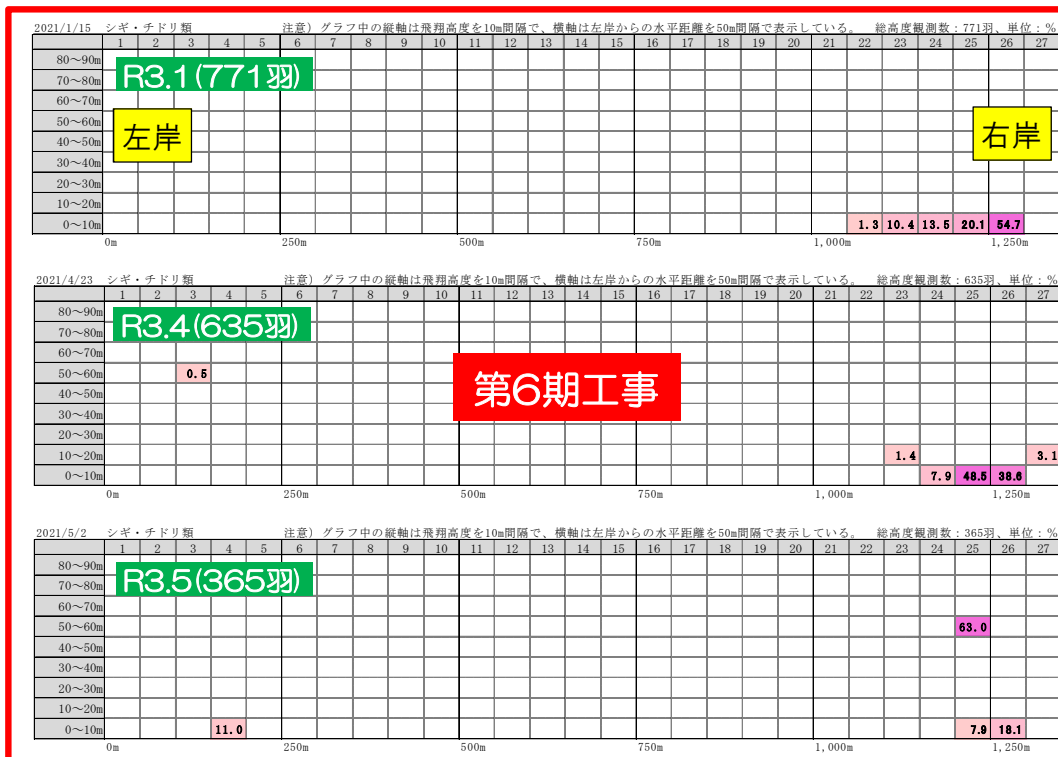 2021/1/15 シギ・チドリ類 注意）グラフ中の縦軸は飛翔高度を10m間隔で、横軸は左岸からの水平距離を50m間隔で表示している。 総高度観測数：771羽、単位：%
1 2 3 4 5 6 7 8 9 10 11 12 13 14 15 16 17 18 19 20 21 22 23 24 25 26 27
80～90m
R3.1(771羽)
70～80m
60～70m
50～60m
左岸 右岸
40～50m
30～40m
20～30m
10～20m
0～10m 1.3 10.4 13.5 20.1 54.7
0m 250m 500m 750m 1,000m 1,250m
2021/4/23 シギ・チドリ類 注意）グラフ中の縦軸は飛翔高度を10m間隔で、横軸は左岸からの水平距離を50m間隔で表示している。 総高度観測数：635羽、単位：%
1 2 3 4 5 6 7 8 9 10 11 12 13 14 15 16 17 18 19 20 21 22 23 24 25 26 27
80～90m
R3.4(635羽)
70～80m
60～70m
50～60m 0.5
第6期工事
40～50m
30～40m
20～30m
10～20m 1.4 3.1
0～10m 7.9 48.5 38.6
0m 250m 500m 750m 1,000m 1,250m
2021/5/2 シギ・チドリ類 注意）グラフ中の縦軸は飛翔高度を10m間隔で、横軸は左岸からの水平距離を50m間隔で表示している。 総高度観測数：365羽、単位：%
1 2 3 4 5 6 7 8 9 10 11 12 13 14 15 16 17 18 19 20 21 22 23 24 25 26 27
80～90m
R3.5(365羽)
70～80m
60～70m
50～60m 63.0
40～50m
30～40m
20～30m
10～20m
0～10m 11.0 7.9 18.1
0m 250m 500m 750m 1,000m 1,250m